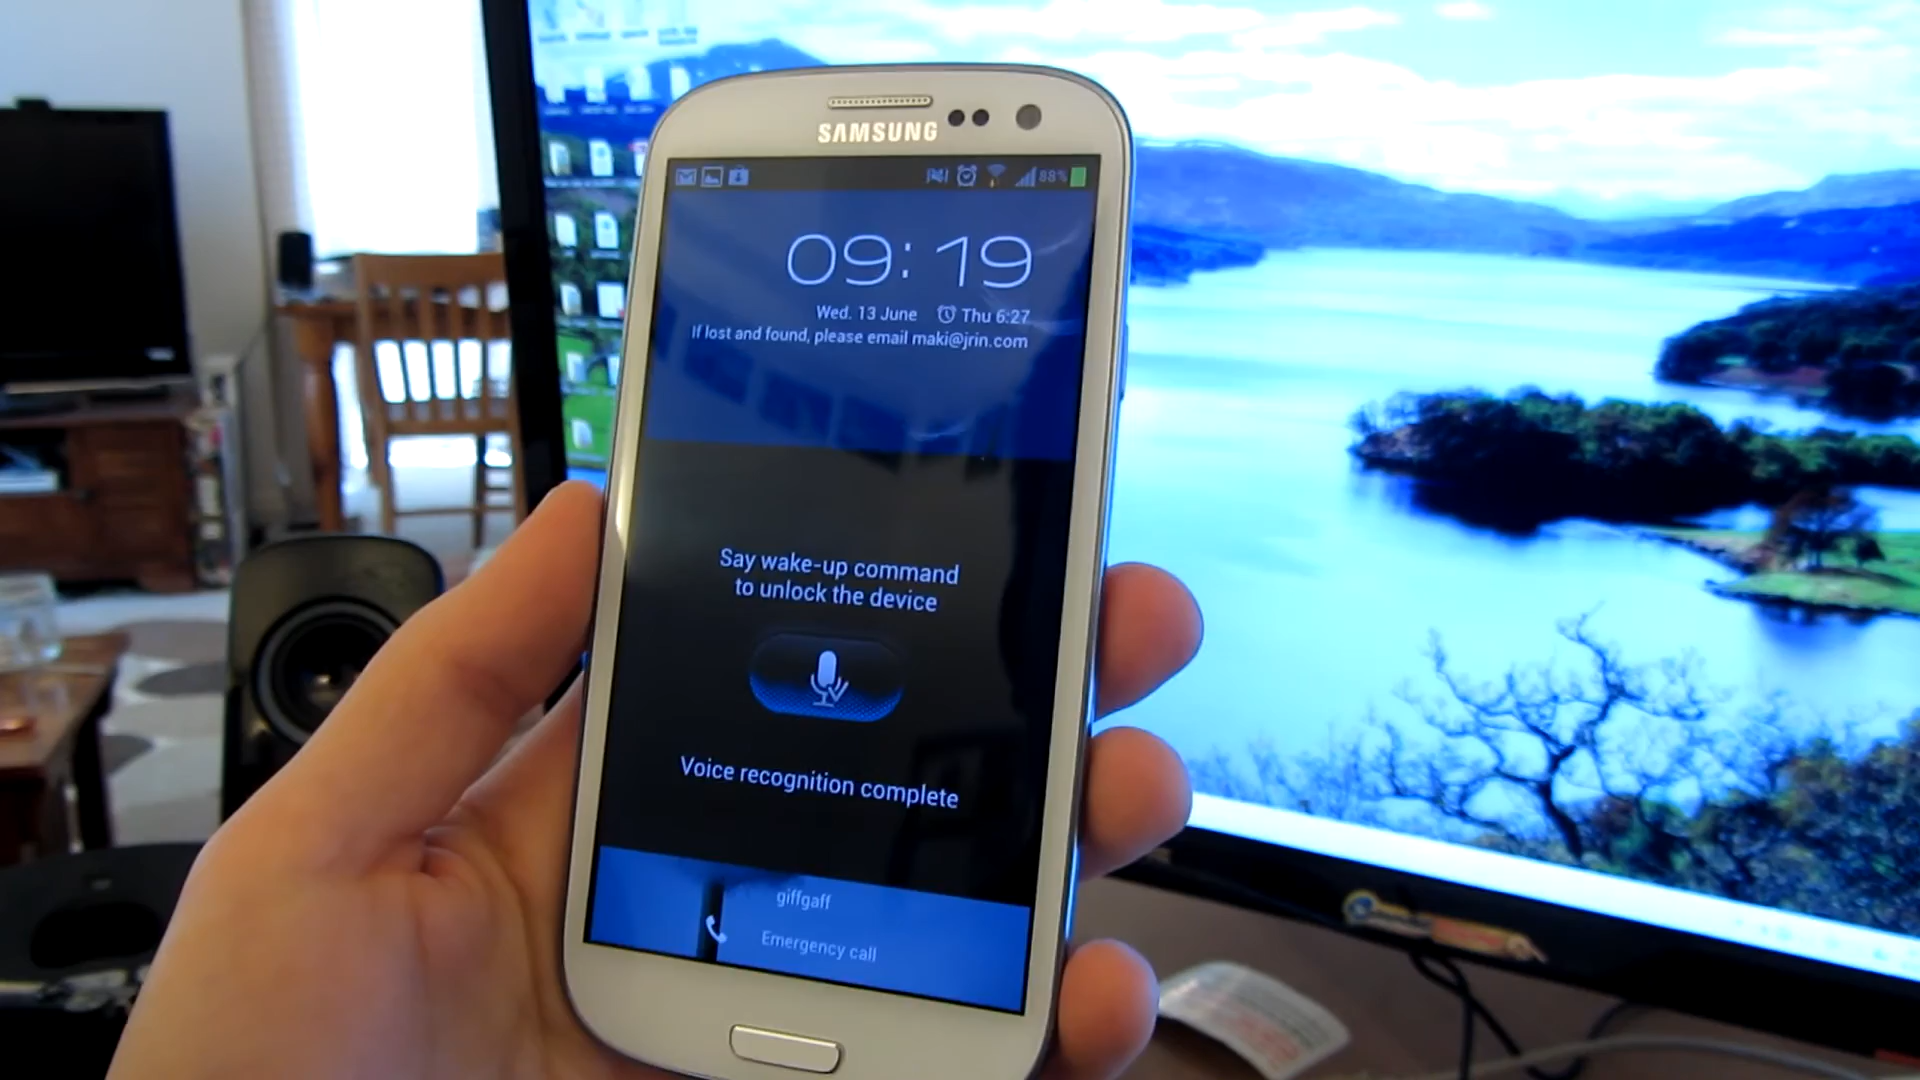 SAMSUNG
88%
09:19
Wed. 13 June Thu 6:27
If lost and found, please email maki@jrin.com
Say wake-up command
to unlock the device
Voice recognition complete
giffgaff
Emergency call